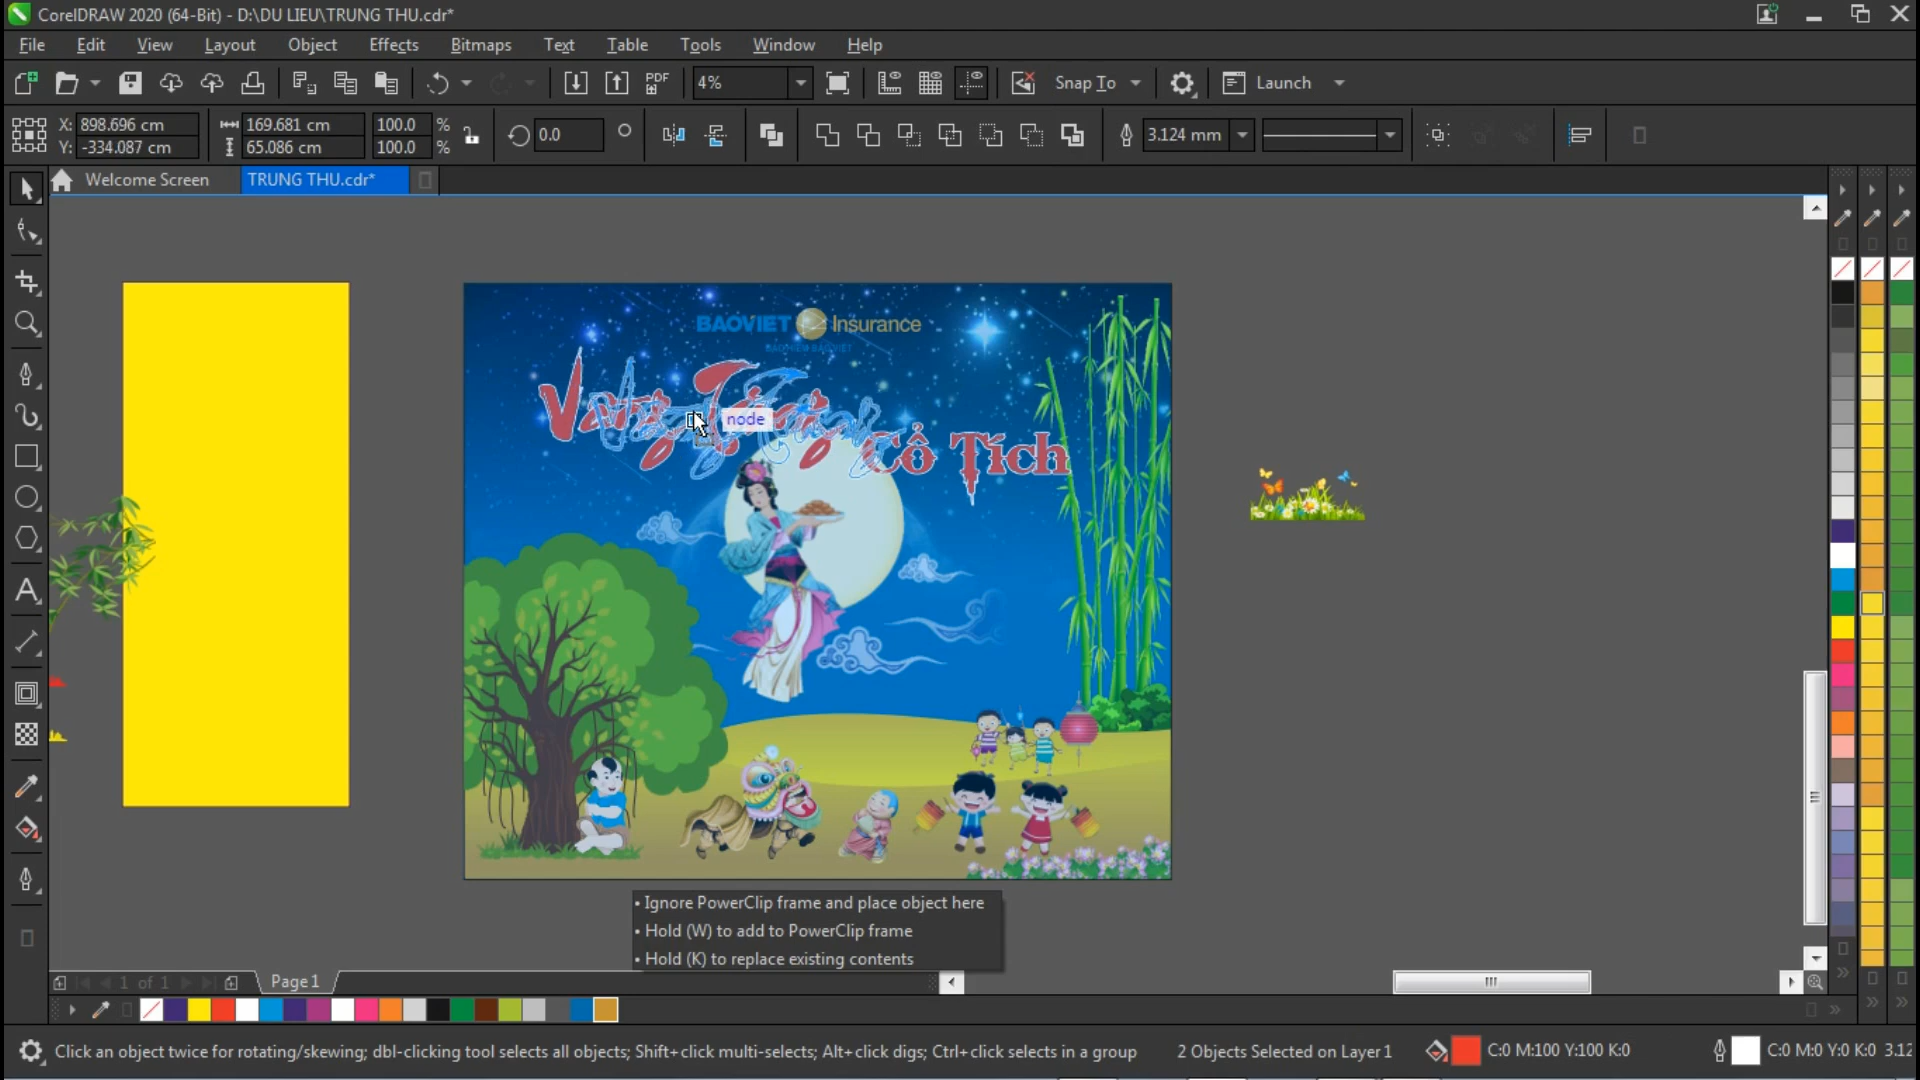 CorelDRAW 2020 (64-Bit) - D:\DU LIEU\TRUNG THU.cdr*
File Edit View Layout Object Effects Bitmaps Text Table Tools Window Help
PDF 4% Snap To Launch
X: 898.696 cm 169.681 cm 100.0 % 0.0 3.124 mm
Y: -334.087 cm 65.086 cm 100.0 %
Welcome Screen TRUNG THU.cdr*
BAOVIET Insurance
node
Cổ Tích
• Ignore PowerClip frame and place object here
• Hold (W) to add to PowerClip frame
• Hold (K) to replace existing contents
1 of 1 Page 1
Click an object twice for rotating/skewing; dbl-clicking tool selects all objects; Shift+click multi-selects; Alt+click digs; Ctrl+click selects in a group 2 Objects Selected on Layer 1 C:0 M:100 Y:100 K:0 C:0 M:0 Y:0 K:0 3.12